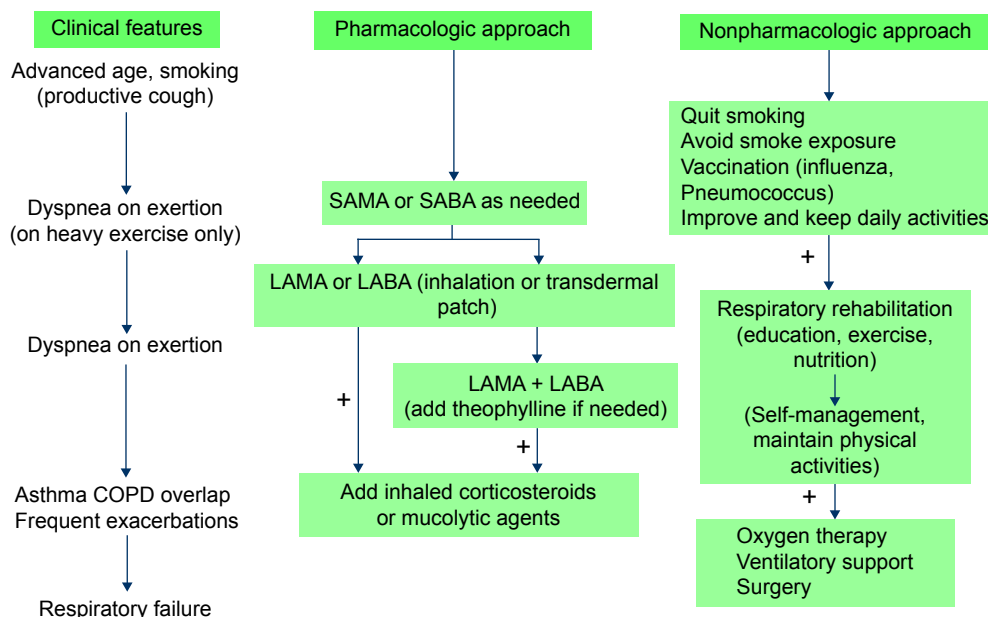 Clinical features
Advanced age, smoking
(productive cough)
Dyspnea on exertion
(on heavy exercise only)
Dyspnea on exertion
Asthma COPD overlap
Frequent exacerbations
Respiratory failure
Pharmacologic approach
SAMA or SABA as needed
LAMA or LABA (inhalation or transdermal
patch)
+
LAMA + LABA
(add theophylline if needed)
+
Add inhaled corticosteroids
or mucolytic agents
Nonpharmacologic approach
Quit smoking
Avoid smoke exposure
Vaccination (influenza,
Pneumococcus)
Improve and keep daily activities
+
Respiratory rehabilitation
(education, exercise,
nutrition)
(Self-management,
maintain physical
activities)
+
Oxygen therapy
Ventilatory support
Surgery